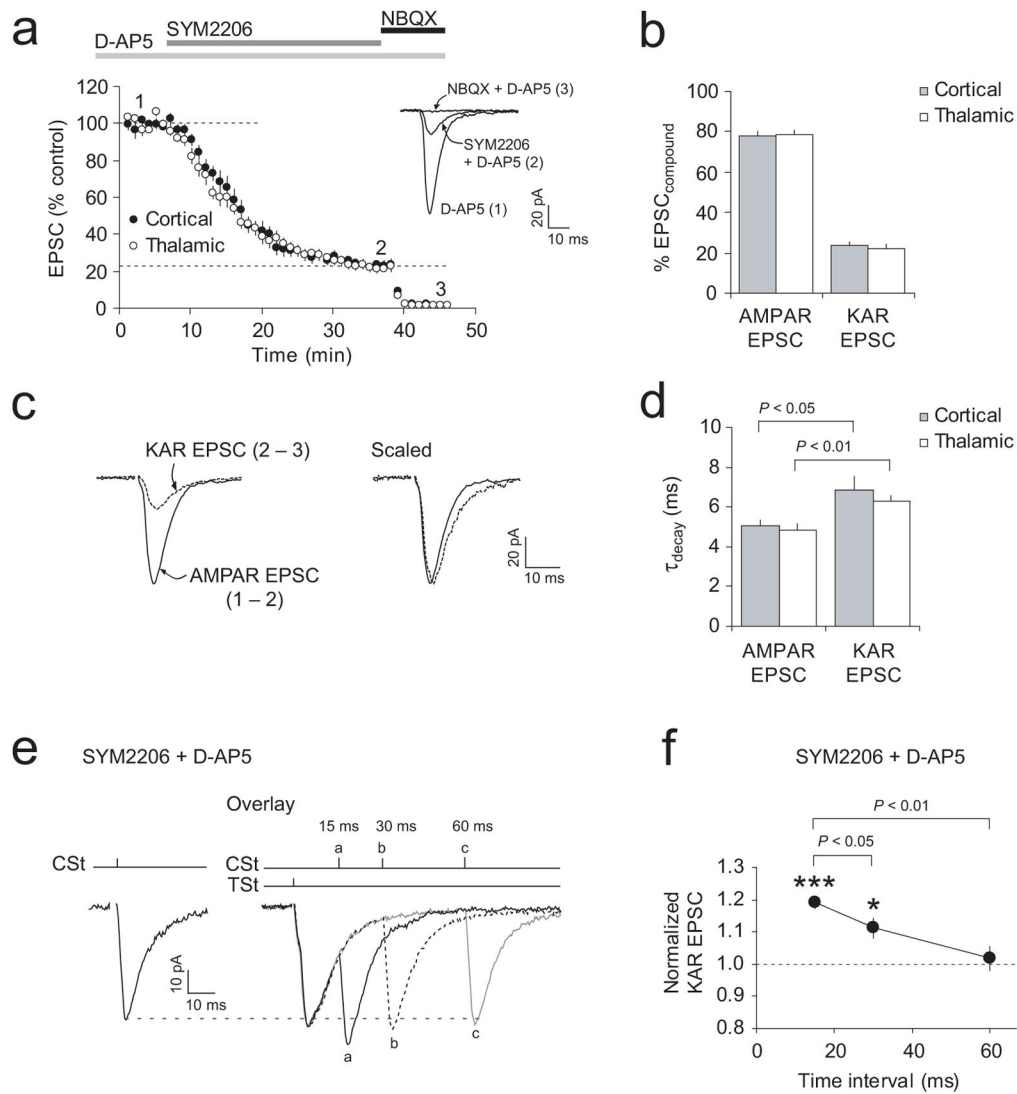 a
SYM2206
NBQX
D-AP5
120
100
80
60
40
20
0
EPSC (% control)
1
2
3
Cortical
Thalamic
0
10
20
30
40
50
Time (min)
NBQX + D-AP5 (3)
SYM2206
+ D-AP5 (2)
D-AP5 (1)
20 pA
10 ms
b
100
80
60
40
20
0
% EPSCcompound
Cortical
Thalamic
AMPAR
EPSC
KAR
EPSC
c
KAR EPSC (2 – 3)
AMPAR EPSC
(1 – 2)
Scaled
20 pA
10 ms
d
P < 0.05
P < 0.01
Cortical
Thalamic
10
8
6
4
2
0
τdecay (ms)
AMPAR
EPSC
KAR
EPSC
e
SYM2206 + D-AP5
Overlay
15 ms
30 ms
60 ms
a
b
c
CSt
CSt
TSt
10 pA
10 ms
a
b
c
f
SYM2206 + D-AP5
P < 0.01
P < 0.05
***
*
1.3
1.2
1.1
1.0
0.9
0.8
Normalized
KAR EPSC
0
20
40
60
Time interval (ms)